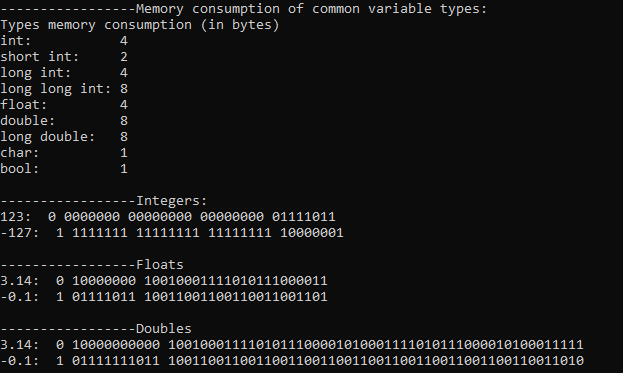 -----------------Memory consumption of common variable types:
Types memory consumption (in bytes)
int:           4
short int:     2
long int:      4
long long int: 8
float:         4
double:        8
long double:   8
char:          1
bool:          1
-----------------Integers:
123:  0 0000000 00000000 00000000 01111011
-127:  1 1111111 11111111 11111111 10000001
-----------------Floats
3.14:  0 10000000 10010001111010111000011
-0.1:  1 01111011 10011001100110011001101
-----------------Doubles
3.14:  0 10000000000 1001000111101011100001010001111010111000010100011111
-0.1:  1 01111111011 1001100110011001100110011001100110011001100110011010